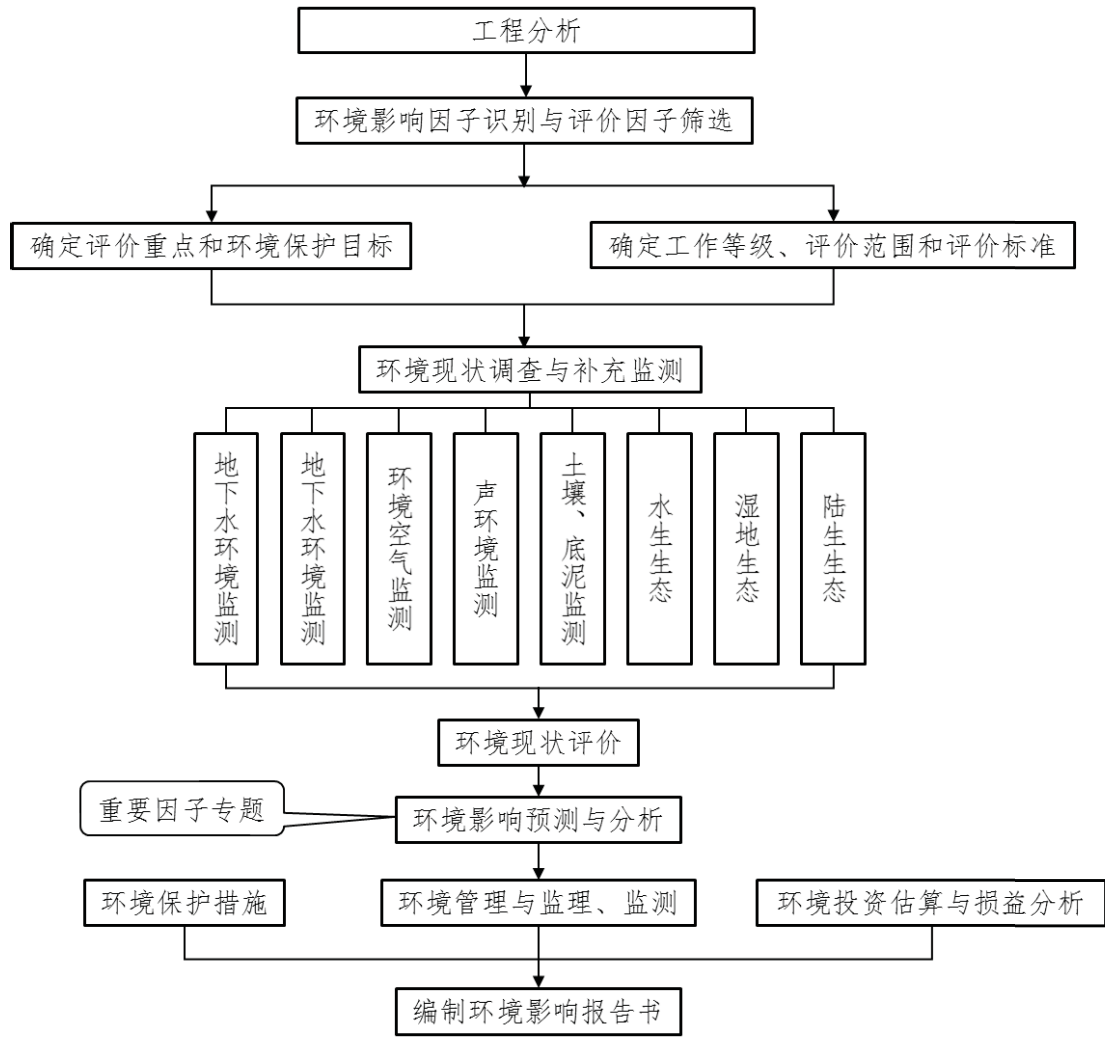 工程分析
环境影响因子识别与评价因子筛选
确定评价重点和环境保护目标
确定工作等级、评价范围和评价标准
环境现状调查与补充监测
地下水环境监测
地下水环境监测
环境空气监测
声环境监测
土壤、底泥监测
水生生态
湿地生态
陆生生态
环境现状评价
重要因子专题
环境影响预测与分析
环境保护措施
环境管理与监理、监测
环境投资估算与损益分析
编制环境影响报告书